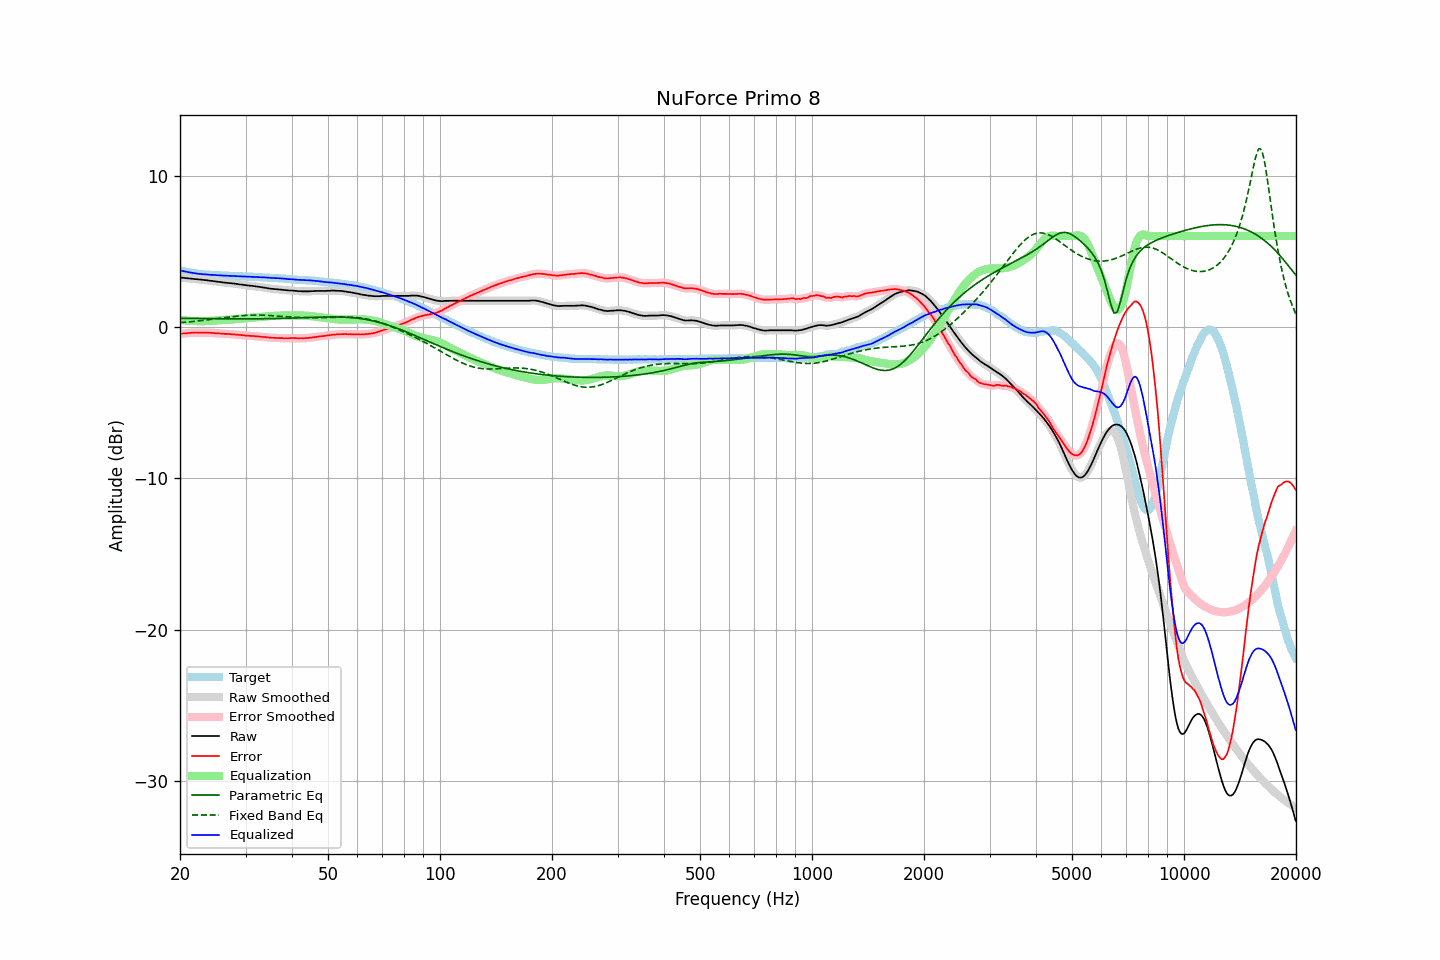 NuForce Primo 8
Amplitude (dBr)
10
0
−10
−20
−30
Target
Raw Smoothed
Error Smoothed
Raw
Error
Equalization
Parametric Eq
Fixed Band Eq
Equalized
20 50 100 200 500 1000 2000 5000 10000 20000
Frequency (Hz)